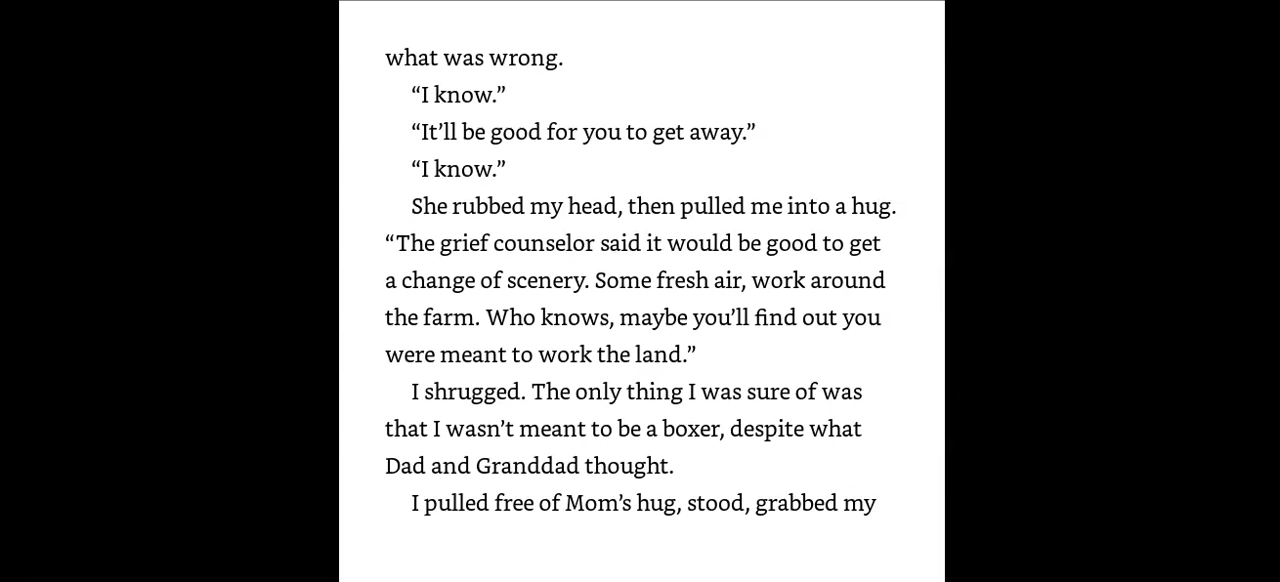 what was wrong.
“I know.”
“It’ll be good for you to get away.”
“I know.”
She rubbed my head, then pulled me into a hug.
“The grief counselor said it would be good to get
a change of scenery. Some fresh air, work around
the farm. Who knows, maybe you’ll find out you
were meant to work the land.”
I shrugged. The only thing I was sure of was
that I wasn’t meant to be a boxer, despite what
Dad and Granddad thought.
I pulled free of Mom’s hug, stood, grabbed my